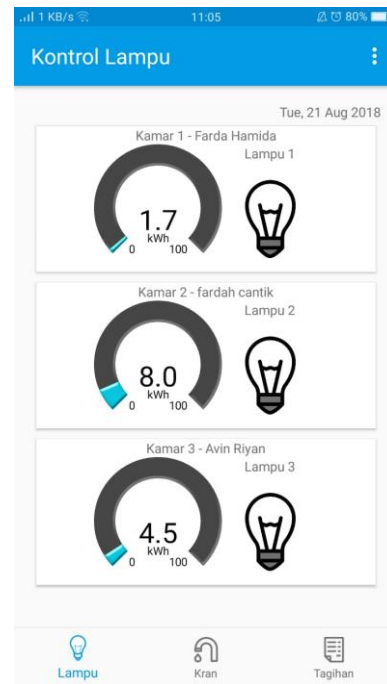 1 KB/s 11:05 80%
Kontrol Lampu
Tue, 21 Aug 2018
Kamar 1 - Farda Hamida
Lampu 1
1.7
kWh
0 100
Kamar 2 - fardah cantik
Lampu 2
8.0
kWh
0 100
Kamar 3 - Avin Riyan
Lampu 3
4.5
kWh
0 100
Lampu Kran Tagihan